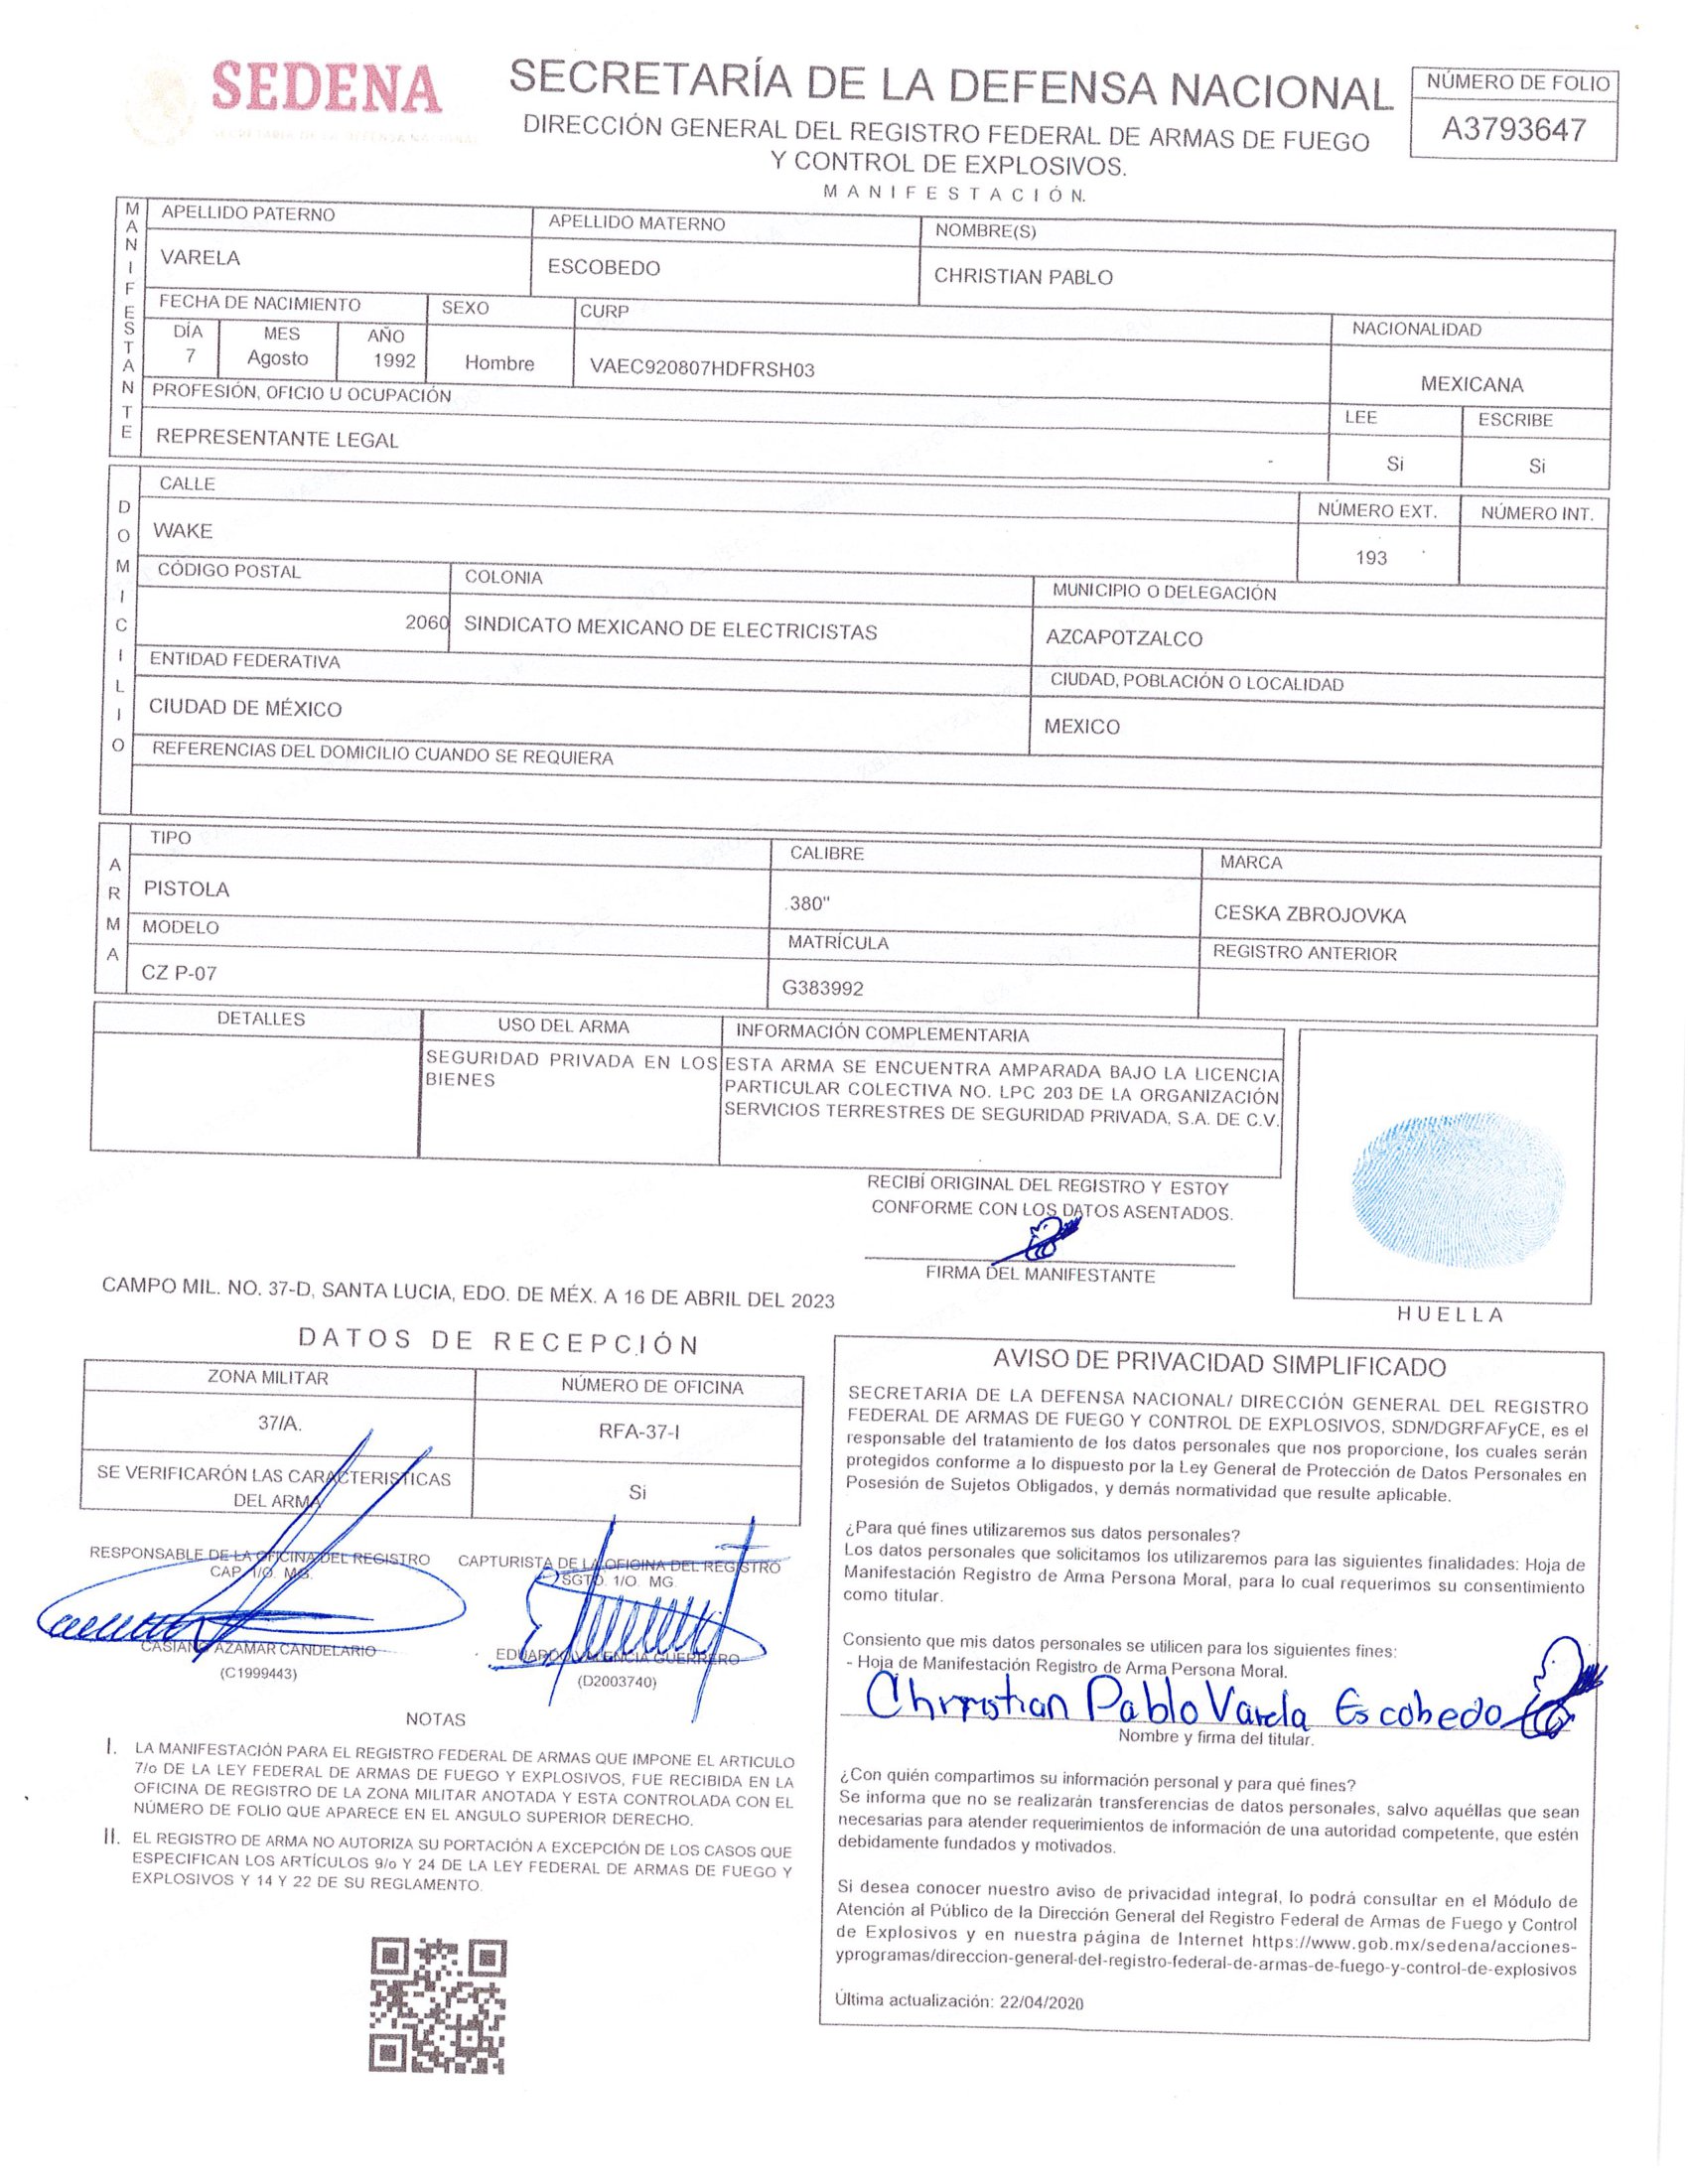 SEDENA
SECRETARÍA DE LA DEFENSA NACIONAL
SECRETARÍA DE LA DEFENSA NACIONAL
DIRECCIÓN GENERAL DEL REGISTRO FEDERAL DE ARMAS DE FUEGO
Y CONTROL DE EXPLOSIVOS.
MANIFESTACIÓN.
NÚMERO DE FOLIO
A3793647
MANIFESTANTE
APELLIDO PATERNO APELLIDO MATERNO NOMBRE(S)
VARELA ESCOBEDO CHRISTIAN PABLO
FECHA DE NACIMIENTO SEXO CURP NACIONALIDAD
DÍA MES AÑO
7 Agosto 1992 Hombre VAEC920807HDFRSH03 MEXICANA
PROFESIÓN, OFICIO U OCUPACIÓN LEE ESCRIBE
REPRESENTANTE LEGAL Si Si
DOMICILIO
CALLE NÚMERO EXT. NÚMERO INT.
WAKE 193
CÓDIGO POSTAL COLONIA MUNICIPIO O DELEGACIÓN
2060 SINDICATO MEXICANO DE ELECTRICISTAS AZCAPOTZALCO
ENTIDAD FEDERATIVA CIUDAD, POBLACIÓN O LOCALIDAD
CIUDAD DE MÉXICO MEXICO
REFERENCIAS DEL DOMICILIO CUANDO SE REQUIERA
ARMA
TIPO CALIBRE MARCA
PISTOLA .380" CESKA ZBROJOVKA
MODELO MATRÍCULA REGISTRO ANTERIOR
CZ P-07 G383992
DETALLES USO DEL ARMA INFORMACIÓN COMPLEMENTARIA
SEGURIDAD PRIVADA EN LOS BIENES
ESTA ARMA SE ENCUENTRA AMPARADA BAJO LA LICENCIA
PARTICULAR COLECTIVA NO. LPC 203 DE LA ORGANIZACIÓN
SERVICIOS TERRESTRES DE SEGURIDAD PRIVADA, S.A. DE C.V.
RECIBÍ ORIGINAL DEL REGISTRO Y ESTOY
CONFORME CON LOS DATOS ASENTADOS.
FIRMA DEL MANIFESTANTE
HUELLA
CAMPO MIL. NO. 37-D, SANTA LUCIA, EDO. DE MÉX. A 16 DE ABRIL DEL 2023
DATOS DE RECEPCIÓN
ZONA MILITAR NÚMERO DE OFICINA
37/A. RFA-37-I
SE VERIFICARÓN LAS CARACTERISTICAS
DEL ARMA Si
RESPONSABLE DE LA OFICINA DEL REGISTRO
CAP. 1/O. MG.
CASIANO AZAMAR CANDELARIO
(C1999443)
CAPTURISTA DE LA OFICINA DEL REGISTRO
SGTO. 1/O. MG.
EDUARDO VALENCIA GUERRERO
(D2003740)
NOTAS
I. LA MANIFESTACIÓN PARA EL REGISTRO FEDERAL DE ARMAS QUE IMPONE EL ARTICULO
7/o DE LA LEY FEDERAL DE ARMAS DE FUEGO Y EXPLOSIVOS, FUE RECIBIDA EN LA
OFICINA DE REGISTRO DE LA ZONA MILITAR ANOTADA Y ESTA CONTROLADA CON EL
NÚMERO DE FOLIO QUE APARECE EN EL ANGULO SUPERIOR DERECHO.
II. EL REGISTRO DE ARMA NO AUTORIZA SU PORTACIÓN A EXCEPCIÓN DE LOS CASOS QUE
ESPECIFICAN LOS ARTÍCULOS 9/o Y 24 DE LA LEY FEDERAL DE ARMAS DE FUEGO Y
EXPLOSIVOS Y 14 Y 22 DE SU REGLAMENTO.
AVISO DE PRIVACIDAD SIMPLIFICADO
SECRETARIA DE LA DEFENSA NACIONAL/ DIRECCIÓN GENERAL DEL REGISTRO
FEDERAL DE ARMAS DE FUEGO Y CONTROL DE EXPLOSIVOS, SDN/DGRFAFyCE, es el
responsable del tratamiento de los datos personales que nos proporcione, los cuales serán
protegidos conforme a lo dispuesto por la Ley General de Protección de Datos Personales en
Posesión de Sujetos Obligados, y demás normatividad que resulte aplicable.
¿Para qué fines utilizaremos sus datos personales?
Los datos personales que solicitamos los utilizaremos para las siguientes finalidades: Hoja de
Manifestación Registro de Arma Persona Moral, para lo cual requerimos su consentimiento
como titular.
Consiento que mis datos personales se utilicen para los siguientes fines:
- Hoja de Manifestación Registro de Arma Persona Moral.
Christian Pablo Varela Escobedo
Nombre y firma del titular.
¿Con quién compartimos su información personal y para qué fines?
Se informa que no se realizarán transferencias de datos personales, salvo aquéllas que sean
necesarias para atender requerimientos de información de una autoridad competente, que estén
debidamente fundados y motivados.
Si desea conocer nuestro aviso de privacidad integral, lo podrá consultar en el Módulo de
Atención al Público de la Dirección General del Registro Federal de Armas de Fuego y Control
de Explosivos y en nuestra página de Internet https://www.gob.mx/sedena/acciones-
yprogramas/direccion-general-del-registro-federal-de-armas-de-fuego-y-control-de-explosivos
Última actualización: 22/04/2020